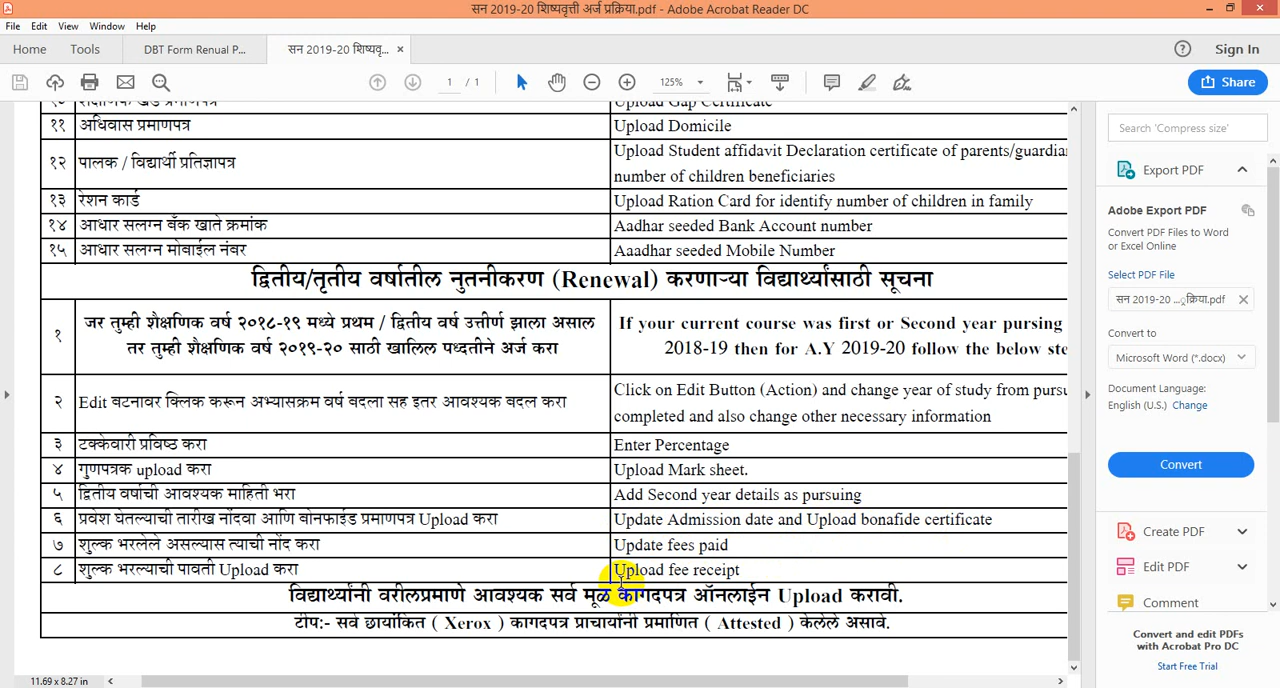 सन 2019-20 शिष्यवृत्ती अर्ज प्रक्रिया.pdf - Adobe Acrobat Reader DC
File Edit View Window Help
Home Tools DBT Form Renual P... सन 2019-20 शिष्यवृ... × Sign In
1 / 1 125% Share
Upload Gap Certificate
११ अधिवास प्रमाणपत्र Upload Domicile
१२ पालक / विद्यार्थी प्रतिज्ञापत्र Upload Student affidavit Declaration certificate of parents/guardia
number of children beneficiaries
१३ रेशन कार्ड Upload Ration Card for identify number of children in family
१४ आधार सलग्न बँक खाते क्रमांक Aadhar seeded Bank Account number
१५ आधार सलग्न मोबाईल नंबर Aaadhar seeded Mobile Number
द्वितीय/तृतीय वर्षातील नुतनीकरण (Renewal) करणाऱ्या विद्यार्थ्यांसाठी सूचना
१ जर तुम्ही शैक्षणिक वर्ष २०१८-१९ मध्ये प्रथम / द्वितीय वर्ष उत्तीर्ण झाला असाल If your current course was first or Second year pursing
तर तुम्ही शैक्षणिक वर्ष २०१९-२० साठी खालिल पध्दतीने अर्ज करा 2018-19 then for A.Y 2019-20 follow the below ste
२ Edit बटनावर क्लिक करून अभ्यासक्रम वर्ष बदला सह इतर आवश्यक बदल करा Click on Edit Button (Action) and change year of study from pursu
completed and also change other necessary information
३ टक्केवारी प्रविष्ठ करा Enter Percentage
४ गुणपत्रक upload करा Upload Mark sheet.
५ द्वितीय वर्षाची आवश्यक माहिती भरा Add Second year details as pursuing
६ प्रवेश घेतल्याची तारीख नोंदवा आणि बोनफाईड प्रमाणपत्र Upload करा Update Admission date and Upload bonafide certificate
७ शुल्क भरलेले असल्यास त्याची नोंद करा Update fees paid
८ शुल्क भरल्याची पावती Upload करा Upload fee receipt
विद्यार्थ्यांनी वरीलप्रमाणे आवश्यक सर्व मूळ कागदपत्र ऑनलाईन Upload करावी.
टीप:- सर्व छायांकित ( Xerox ) कागदपत्र प्राचार्यांनी प्रमाणित ( Attested ) केलेले असावे.
11.69 x 8.27 in
Search 'Compress size'
Export PDF
Adobe Export PDF
Convert PDF Files to Word
or Excel Online
Select PDF File
सन 2019-20 ...क्रिया.pdf ×
Convert to
Microsoft Word (*.docx)
Document Language:
English (U.S.) Change
Convert
Create PDF
Edit PDF
Comment
Convert and edit PDFs
with Acrobat Pro DC
Start Free Trial